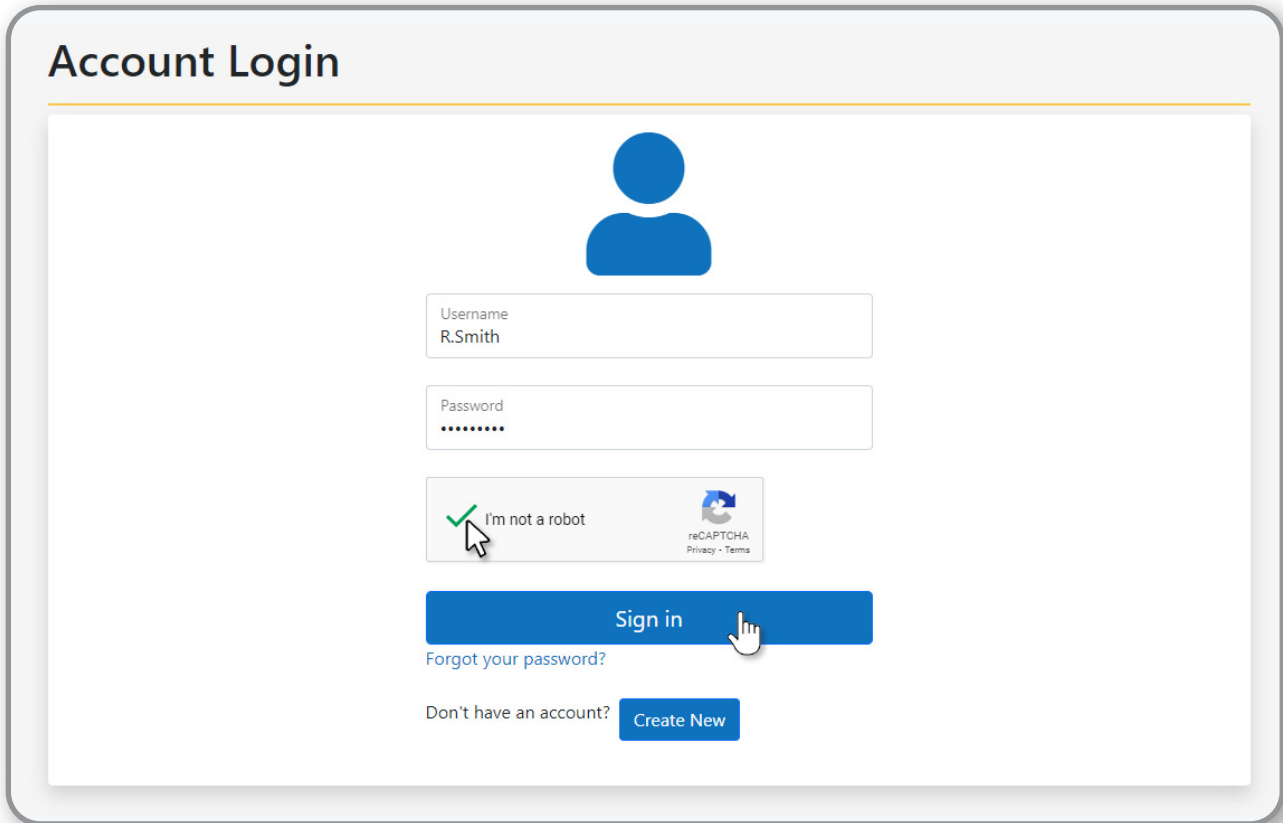 Account Login
Username
R.Smith
Password
•••••••••
I'm not a robot
reCAPTCHA
Privacy - Terms
Sign in
Forgot your password?
Don't have an account? Create New